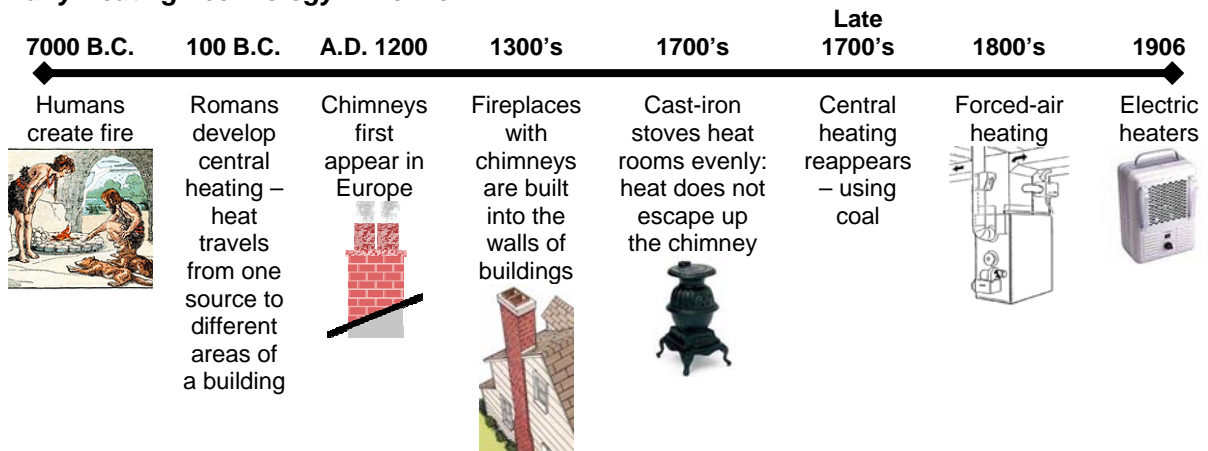 7000 B.C.
Humans
create fire
100 B.C.
Romans
develop
central
heating –
heat
travels
from one
source to
different
areas of
a building
A.D. 1200
Chimneys
first
appear in
Europe
1300's
Fireplaces
with
chimneys
are built
into the
walls of
buildings
1700's
Cast-iron
stoves heat
rooms evenly:
heat does not
escape up
the chimney
Late
1700's
Central
heating
reappears
– using
coal
1800's
Forced-air
heating
1906
Electric
heaters